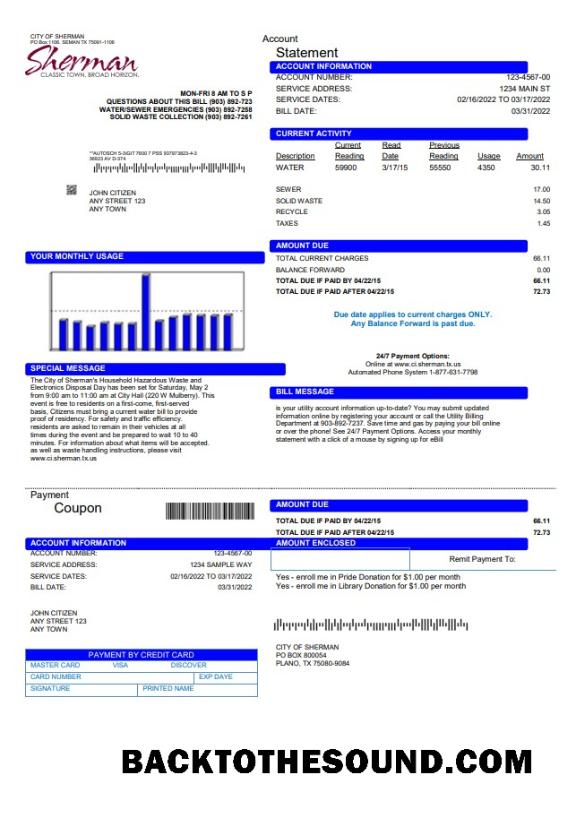 CITY OF SHERMAN
PO Box 1106, SEMAN TX 75091-1106
Sherman
CLASSIC TOWN, BROAD HORIZON.
MON-FRI 8 AM TO S P
QUESTIONS ABOUT THIS BILL (903) 892-723
WATER/SEWER EMERGENCIES (903) 892-7258
SOLID WASTE COLLECTION (903) 892-7261
JOHN CITIZEN
ANY STREET 123
ANY TOWN
Account
Statement
ACCOUNT INFORMATION
ACCOUNT NUMBER: 123-4567-00
SERVICE ADDRESS: 1234 MAIN ST
SERVICE DATES: 02/16/2022 TO 03/17/2022
BILL DATE: 03/31/2022
CURRENT ACTIVITY
Current Read Previous
Description Reading Date Reading Usage Amount
WATER 59900 3/17/15 55550 4350 30.11
SEWER 17.00
SOLID WASTE 14.50
RECYCLE 3.05
TAXES 1.45
AMOUNT DUE
TOTAL CURRENT CHARGES 66.11
BALANCE FORWARD 0.00
TOTAL DUE IF PAID BY 04/22/15 66.11
TOTAL DUE IF PAID AFTER 04/22/15 72.73
Due date applies to current charges ONLY.
Any Balance Forward is past due.
24/7 Payment Options:
Online at www.ci.sherman.tx.us
Automated Phone System 1-877-631-7798
YOUR MONTHLY USAGE
SPECIAL MESSAGE
The City of Sherman's Household Hazardous Waste and
Electronics Disposal Day has been set for Saturday, May 2
from 9:00 am to 11:00 am at City Hall (220 W Mulberry). This
event is free to residents on a first-come, first-served
basis, Citizens must bring a current water bill to provide
proof of residency. For safety and traffic efficiency.
residents are asked to remain in their vehicles at all
times during the event and be prepared to wait 10 to 40
minutes. For information about what items will be accepted.
as well as waste handling instructions, please visit
www.ci.sherman.tx.us
BILL MESSAGE
is your utility account information up-to-date? You may submit updated
information online by registering your account or call the Utility Billing
Department at 903-892-7237. Save time and gas by paying your bill online
or over the phone! See 24/7 Payment Options. Access your monthly
statement with a click of a mouse by signing up for eBill
Payment
Coupon
ACCOUNT INFORMATION
ACCOUNT NUMBER: 123-4567-00
SERVICE ADDRESS: 1234 SAMPLE WAY
SERVICE DATES: 02/16/2022 TO 03/17/2022
BILL DATE: 03/31/2022
JOHN CITIZEN
ANY STREET 123
ANY TOWN
AMOUNT DUE
TOTAL DUE IF PAID BY 04/22/15 66.11
TOTAL DUE IF PAID AFTER 04/22/15 72.73
AMOUNT ENCLOSED
Remit Payment To:
Yes - enroll me in Pride Donation for $1.00 per month
Yes - enroll me in Library Donation for $1.00 per month
CITY OF SHERMAN
PO BOX 800054
PLANO, TX 75080-9084
PAYMENT BY CREDIT CARD
MASTER CARD VISA DISCOVER
CARD NUMBER EXP DAYE
SIGNATURE PRINTED NAME
BACKTOTHESOUND.COM